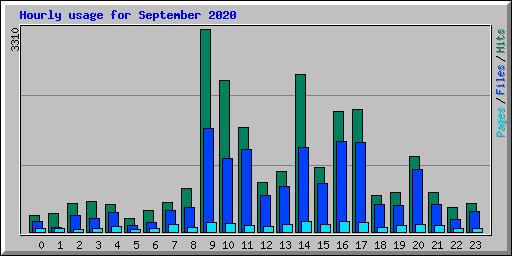 Hourly usage for September 2020
3310
Pages/Files/Hits
0 1 2 3 4 5 6 7 8 9 10 11 12 13 14 15 16 17 18 19 20 21 22 23